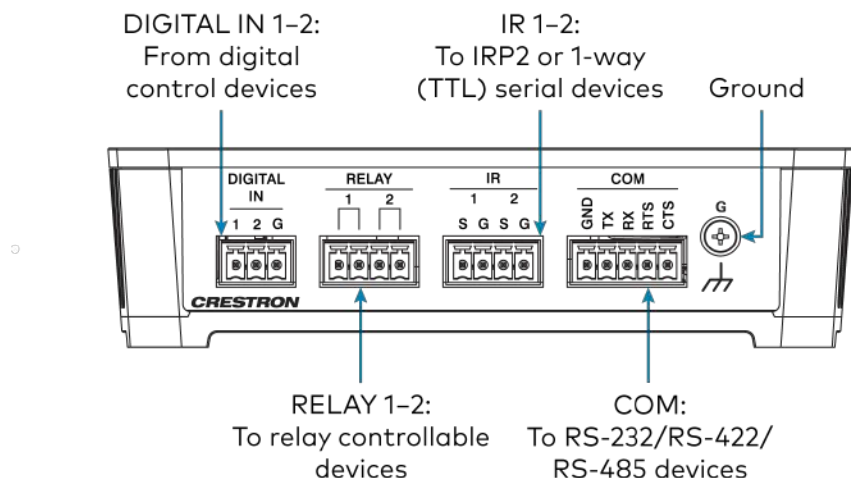 DIGITAL IN 1–2:
From digital
control devices
IR 1–2:
To IRP2 or 1-way
(TTL) serial devices
Ground
DIGITAL
IN
1 2 G
RELAY
1 2
IR
1 2
S G S G
COM
GND
TX
RX
RTS
CTS
G
CRESTRON
RELAY 1–2:
To relay controllable
devices
COM:
To RS-232/RS-422/
RS-485 devices